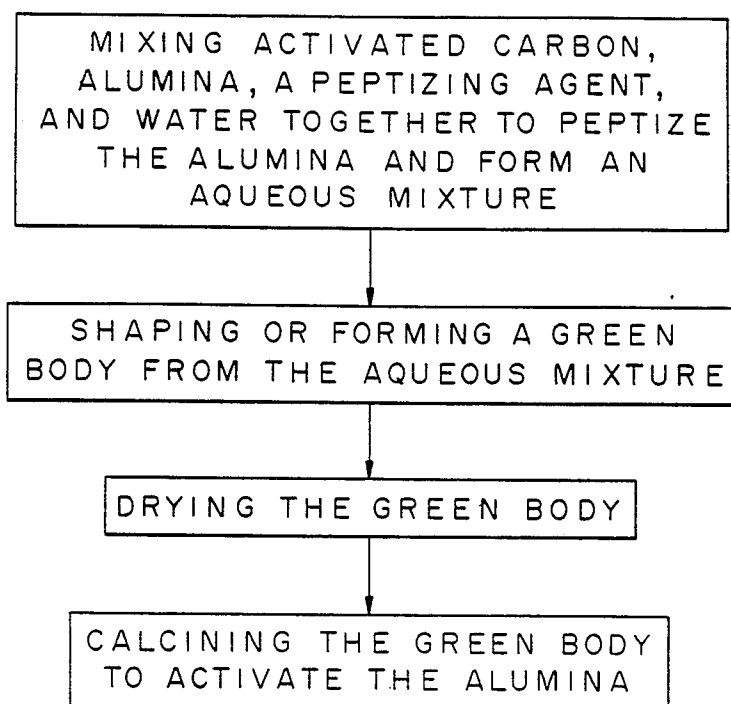 MIXING ACTIVATED CARBON,
ALUMINA, A PEPTIZING AGENT,
AND WATER TOGETHER TO PEPTIZE
THE ALUMINA AND FORM AN
AQUEOUS MIXTURE
SHAPING OR FORMING A GREEN
BODY FROM THE AQUEOUS MIXTURE
DRYING THE GREEN BODY
CALCINING THE GREEN BODY
TO ACTIVATE THE ALUMINA